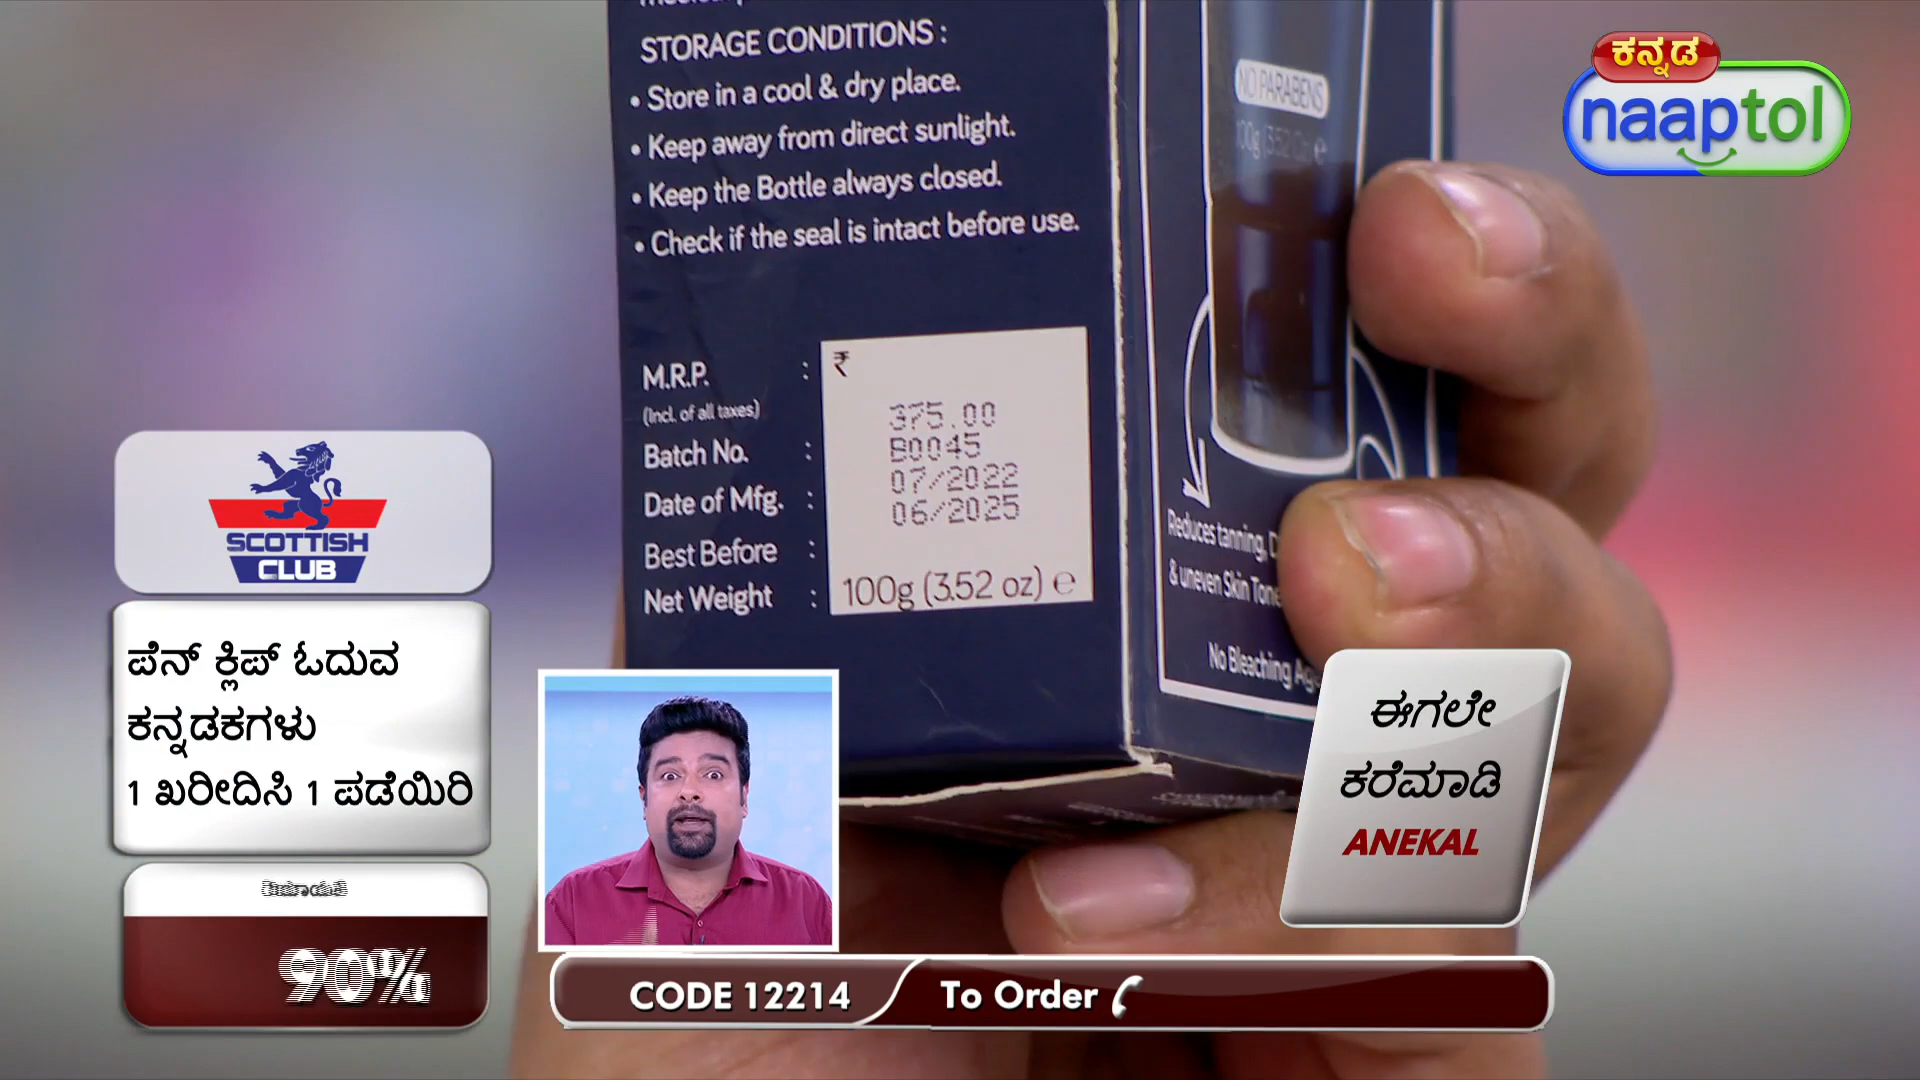 STORAGE CONDITIONS :
• Store in a cool & dry place.
• Keep away from direct sunlight.
• Keep the Bottle always closed.
• Check if the seal is intact before use.
M.R.P. : ₹
(Incl. of all taxes) 375.00
Batch No. : B0045
Date of Mfg. : 07/2022
Best Before : 06/2025
Net Weight : 100g (3.52 oz) ℮
NO PARABENS
100g (3.52 Oz) ℮
Reduces tanning,
& uneven Skin Tone
No Bleaching
ಕನ್ನಡ
naaptol
SCOTTISH
CLUB
ಪೆನ್ ಕ್ಲಿಪ್ ಓದುವ
ಕನ್ನಡಕಗಳು
1 ಖರೀದಿಸಿ 1 ಪಡೆಯಿರಿ
90%
ಈಗಲೇ
ಕರೆಮಾಡಿ
ANEKAL
CODE 12214
To Order